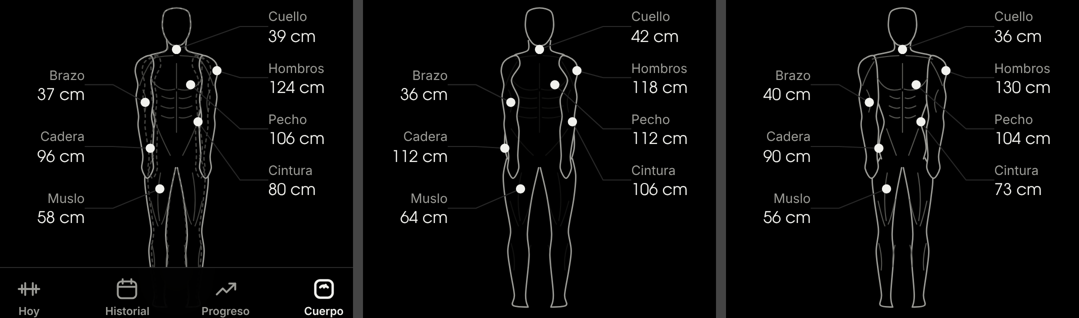 Cuello
39 cm
Hombros
124 cm
Brazo
37 cm
Pecho
106 cm
Cadera
96 cm
Cintura
80 cm
Muslo
58 cm
Hoy
Historial
Progreso
Cuerpo
Cuello
42 cm
Hombros
118 cm
Brazo
36 cm
Pecho
112 cm
Cadera
112 cm
Cintura
106 cm
Muslo
64 cm
Cuello
36 cm
Hombros
130 cm
Brazo
40 cm
Pecho
104 cm
Cadera
90 cm
Cintura
73 cm
Muslo
56 cm